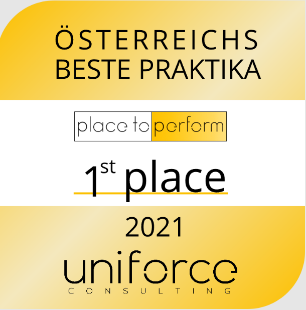 ÖSTERREICHS
BESTE PRAKTIKA
place to perform
1st place
2021
uniforce
CONSULTING